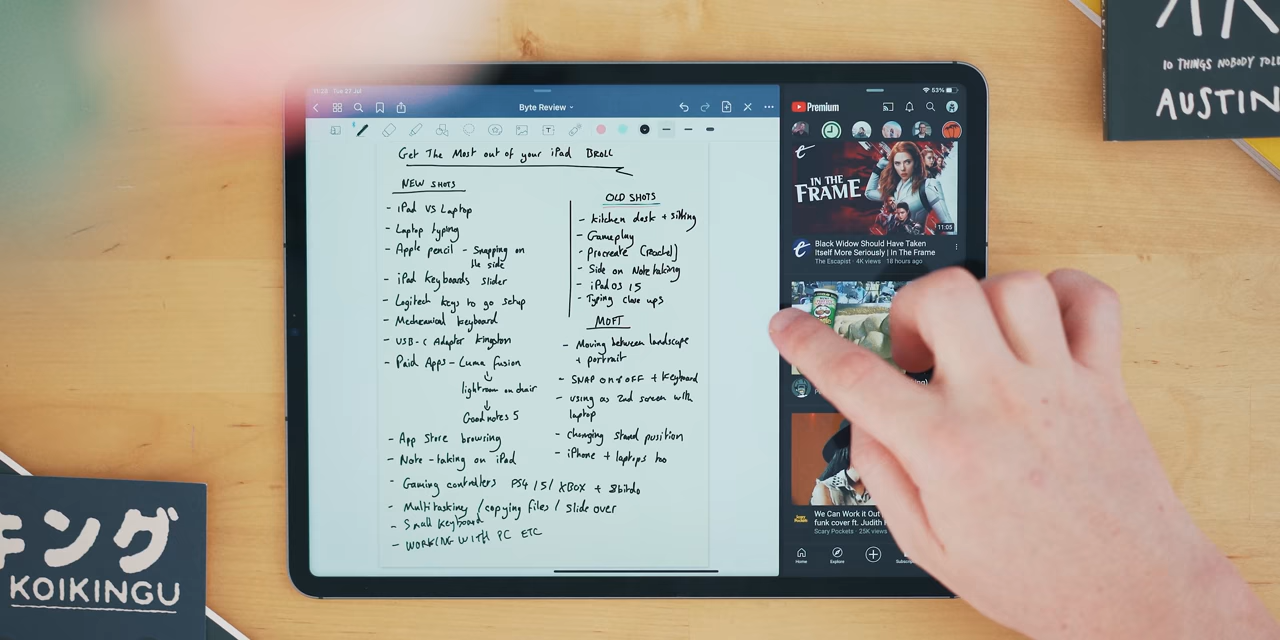 11:28 Tue 27 Jul
Byte Review
Get The Most out of your iPad BROLL
NEW SHOTS
- iPad VS Laptop
- Laptop typing
- Apple pencil - Snapping on
the side
- iPad Keyboards slider
- Logitech keys to go setup
- Mechanical keyboard
- USB-C Adapter Kingston
- Paid Apps - Luma fusion
↓
lightroom on chair
↓
Goodnotes 5
- App Store browsing
- Note-taking on iPad
- Gaming controllers PS4/5/XBOX + 8bitdo
- Multitasking / copying files / Slide over
- Small Keyboard
- WORKING WITH PC ETC
OLD SHOTS
- Kitchen desk + sitting
- Gameplay
- Procreate (Rachel)
- Side on Note taking
- iPad OS 15
- Typing close ups
MOFT
- Moving between landscape
+ portrait
- SNAP on + OFF + Keyboard
- using as 2nd screen with
laptop
- Changing stand position
- iPhone + laptops too
53%
Premium
IN THE
FRAME
11:05
Black Widow Should Have Taken
Itself More Seriously | In The Frame
The Escapist · 4K views · 18 hours ago
We Can Work it Out
funk cover ft. Judith
Scary Pockets · 25K views
Home
Explore
10 THINGS NOBODY TOLD
AUSTIN
キング
KOIKINGU